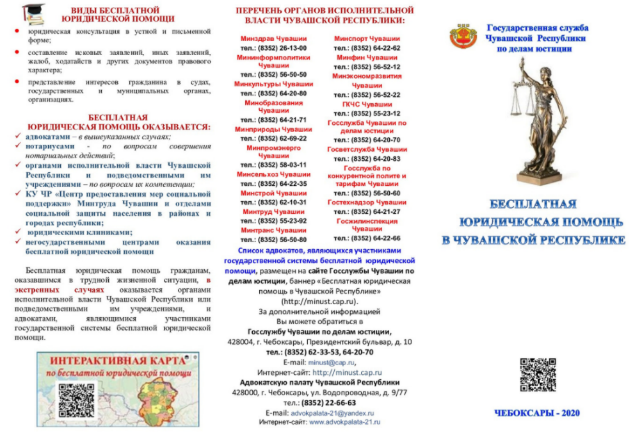 ВИДЫ БЕСПЛАТНОЙ
ЮРИДИЧЕСКОЙ ПОМОЩИ
юридическая консультация в устной и письменной
форме;
составление исковых заявлений, иных заявлений,
жалоб, ходатайств и других документов правового
характера;
представление интересов гражданина в судах,
государственных и муниципальных органах,
организациях.
БЕСПЛАТНАЯ
ЮРИДИЧЕСКАЯ ПОМОЩЬ ОКАЗЫВАЕТСЯ:
адвокатами – в вышеуказанных случаях;
нотариусами - по вопросам совершения
нотариальных действий;
органами исполнительной власти Чувашской
Республики и подведомственными им
учреждениями – по вопросам их компетенции;
КУ ЧР «Центр предоставления мер социальной
поддержки» Минтруда Чувашии и отделами
социальной защиты населения в районах и
городах республики;
юридическими клиниками;
негосударственными центрами оказания
бесплатной юридической помощи
Бесплатная юридическая помощь гражданам,
оказавшимся в трудной жизненной ситуации, в
экстренных случаях оказывается органами
исполнительной власти Чувашской Республики или
подведомственными им учреждениями, и
адвокатами, являющимися участниками
государственной системы бесплатной юридической
помощи.
ИНТЕРАКТИВНАЯ КАРТА
по бесплатной юридической помощи
ПЕРЕЧЕНЬ ОРГАНОВ ИСПОЛНИТЕЛЬНОЙ
ВЛАСТИ ЧУВАШСКОЙ РЕСПУБЛИКИ:
Минздрав Чувашии
тел.: (8352) 26-13-00
Мининформполитики
Чувашии
тел.: (8352) 56-50-50
Минкультуры Чувашии
тел.: (8352) 64-20-80
Минобразования
Чувашии
тел.: (8352) 64-21-71
Минприроды Чувашии
тел.: (8352) 62-69-22
Минпромэнерго
Чувашии
тел.: (8352) 58-03-11
Минсельхоз Чувашии
тел.: (8352) 64-22-35
Минстрой Чувашии
тел.: (8352) 62-10-31
Минтруд Чувашии
тел.: (8352) 55-23-92
Минтранс Чувашии
тел.: (8352) 56-50-80
Минспорт Чувашии
тел.: (8352) 64-22-62
Минфин Чувашии
тел.: (8352) 56-52-12
Минэкономразвития
Чувашии
тел.: (8352) 56-52-22
ГКЧС Чувашии
тел.: (8352) 55-23-12
Госслужба Чувашии по
делам юстиции
тел.: (8352) 64-20-70
Госветслужба Чувашии
тел.: (8352) 64-20-83
Госслужба по
конкурентной полите и
тарифам Чувашии
тел.: (8352) 56-50-60
Гостехнадзор Чувашии
тел.: (8352) 64-21-27
Госжилинспекция
Чувашии
тел.: (8352) 64-22-66
Список адвокатов, являющихся участниками
государственной системы бесплатной юридической
помощи, размещен на сайте Госслужбы Чувашии по
делам юстиции, баннер «Бесплатная юридическая
помощь в Чувашской Республике»
(http://minust.cap.ru).
За дополнительной информацией
Вы можете обратиться в
Госслужбу Чувашии по делам юстиции,
428004, г. Чебоксары, Президентский бульвар, д. 10
тел.: (8352) 62-33-53, 64-20-70
E-mail: minust@cap.ru,
Интернет-сайт: http://minust.cap.ru
Адвокатскую палату Чувашской Республики
428000, г. Чебоксары, ул. Водопроводная, д. 9/77
тел.: (8352) 22-66-63
E-mail: advokpalata-21@yandex.ru
Интернет-сайт: www.advokpalata-21.ru
Государственная служба
Чувашской Республики
по делам юстиции
БЕСПЛАТНАЯ
ЮРИДИЧЕСКАЯ ПОМОЩЬ
В ЧУВАШСКОЙ РЕСПУБЛИКЕ
ЧЕБОКСАРЫ - 2020